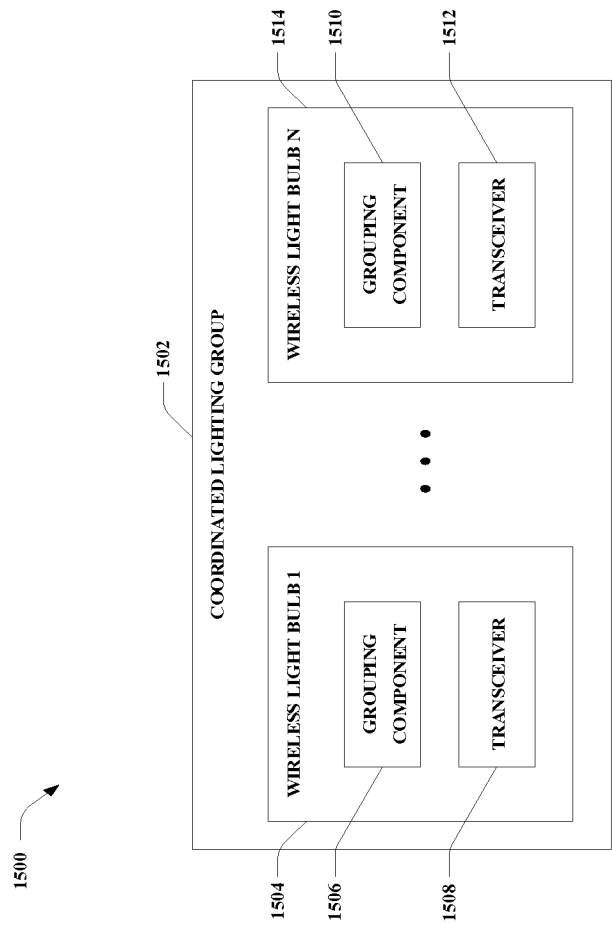 1500
1502
COORDINATED LIGHTING GROUP
1504
WIRELESS LIGHT BULB 1
1506
GROUPING
COMPONENT
1508
TRANSCEIVER
1514
WIRELESS LIGHT BULB N
1510
GROUPING
COMPONENT
1512
TRANSCEIVER